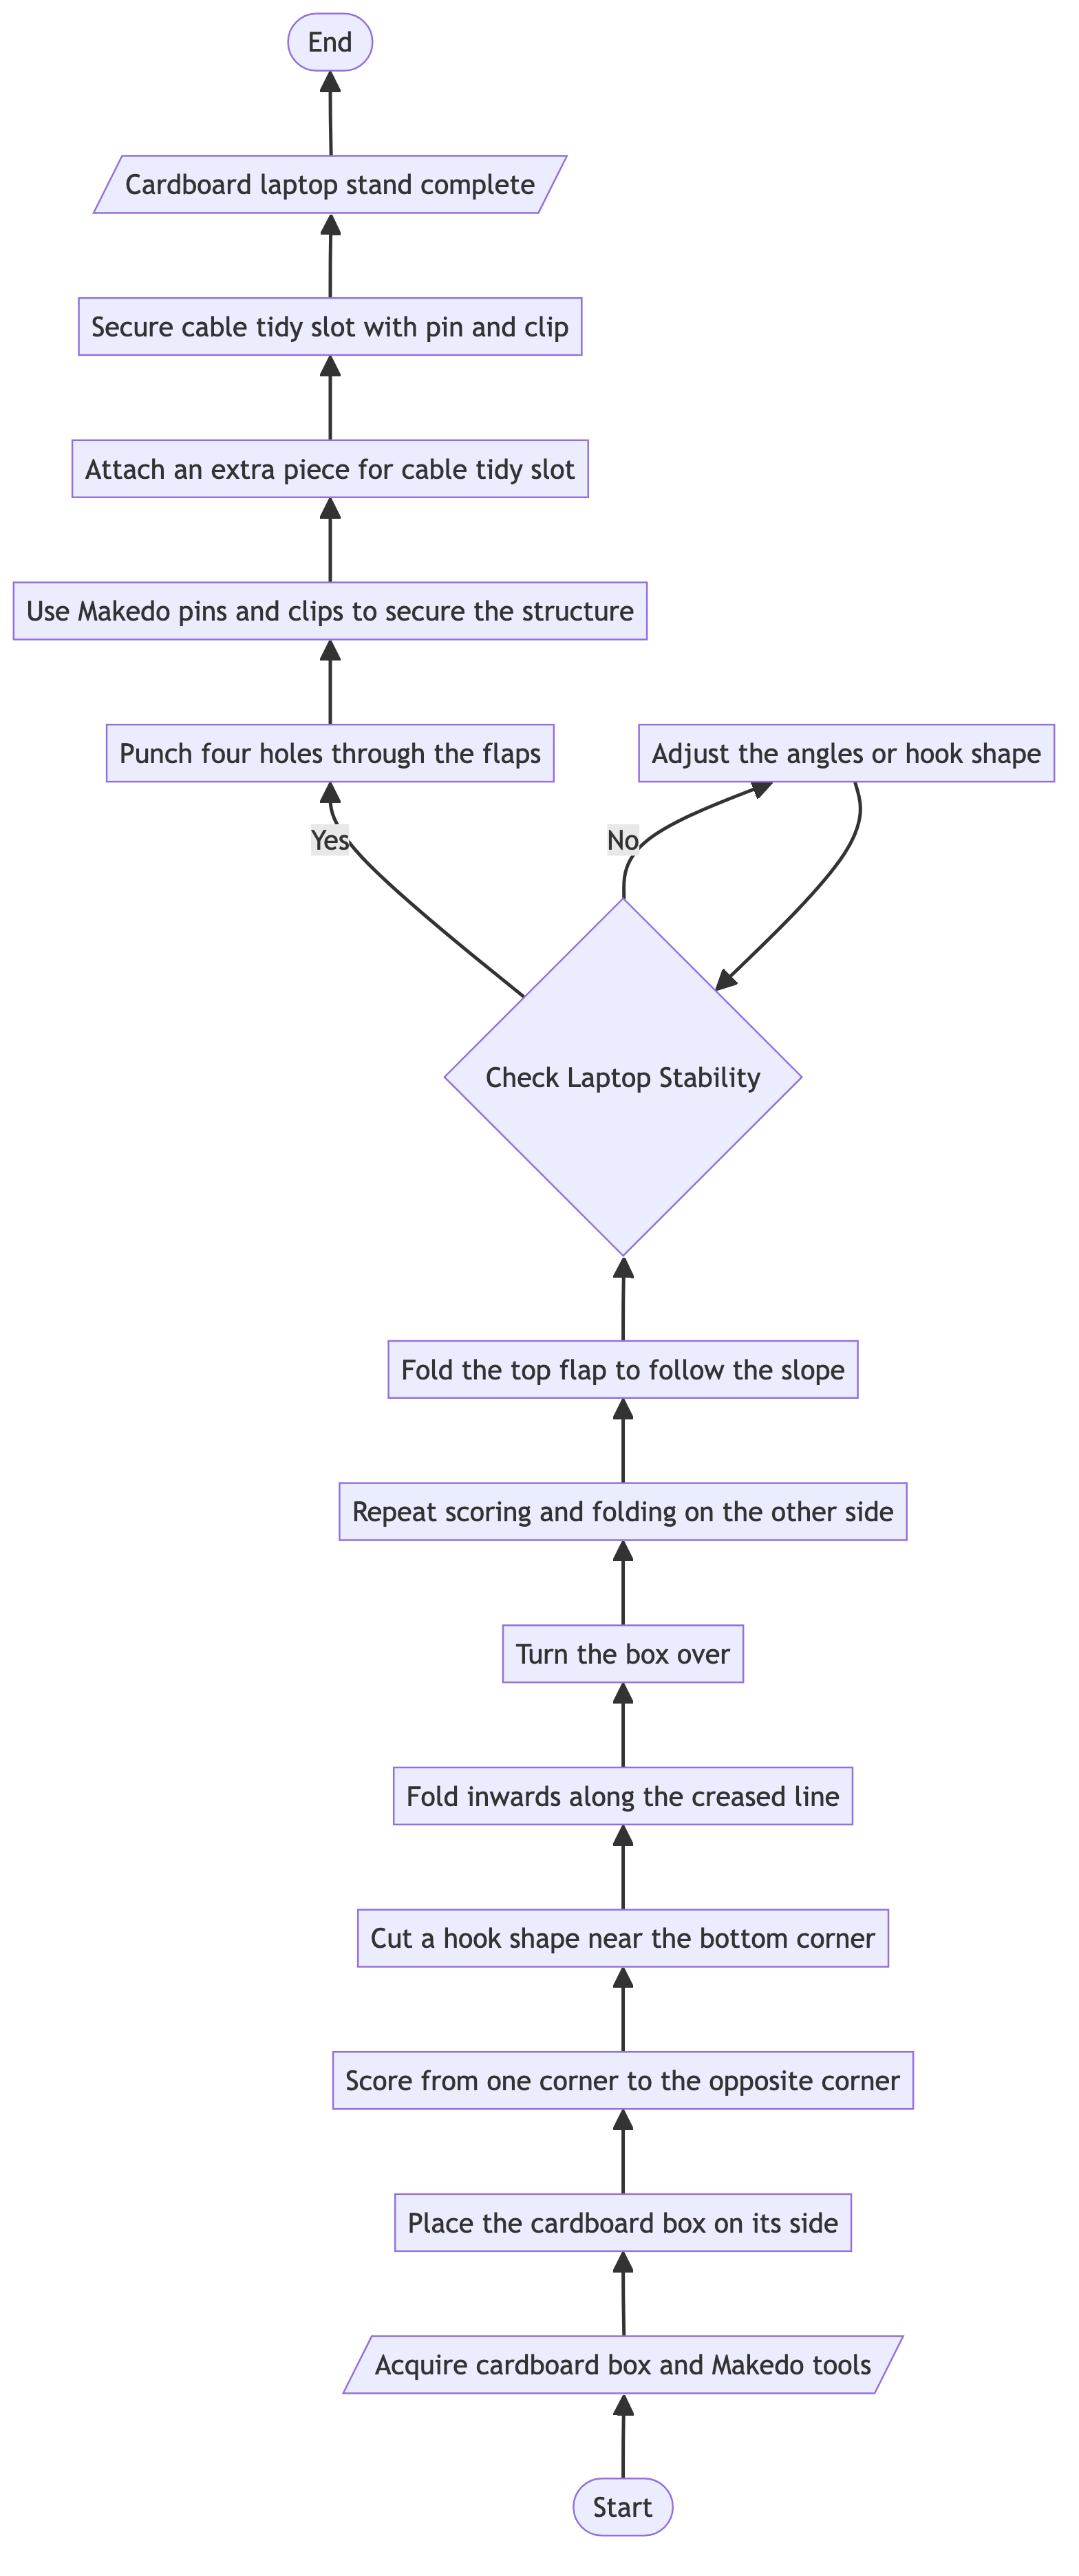 End
Cardboard laptop stand complete
Secure cable tidy slot with pin and clip
Attach an extra piece for cable tidy slot
Use Makedo pins and clips to secure the structure
Punch four holes through the flaps
Adjust the angles or hook shape
Yes
No
Check Laptop Stability
Fold the top flap to follow the slope
Repeat scoring and folding on the other side
Turn the box over
Fold inwards along the creased line
Cut a hook shape near the bottom corner
Score from one corner to the opposite corner
Place the cardboard box on its side
Acquire cardboard box and Makedo tools
Start